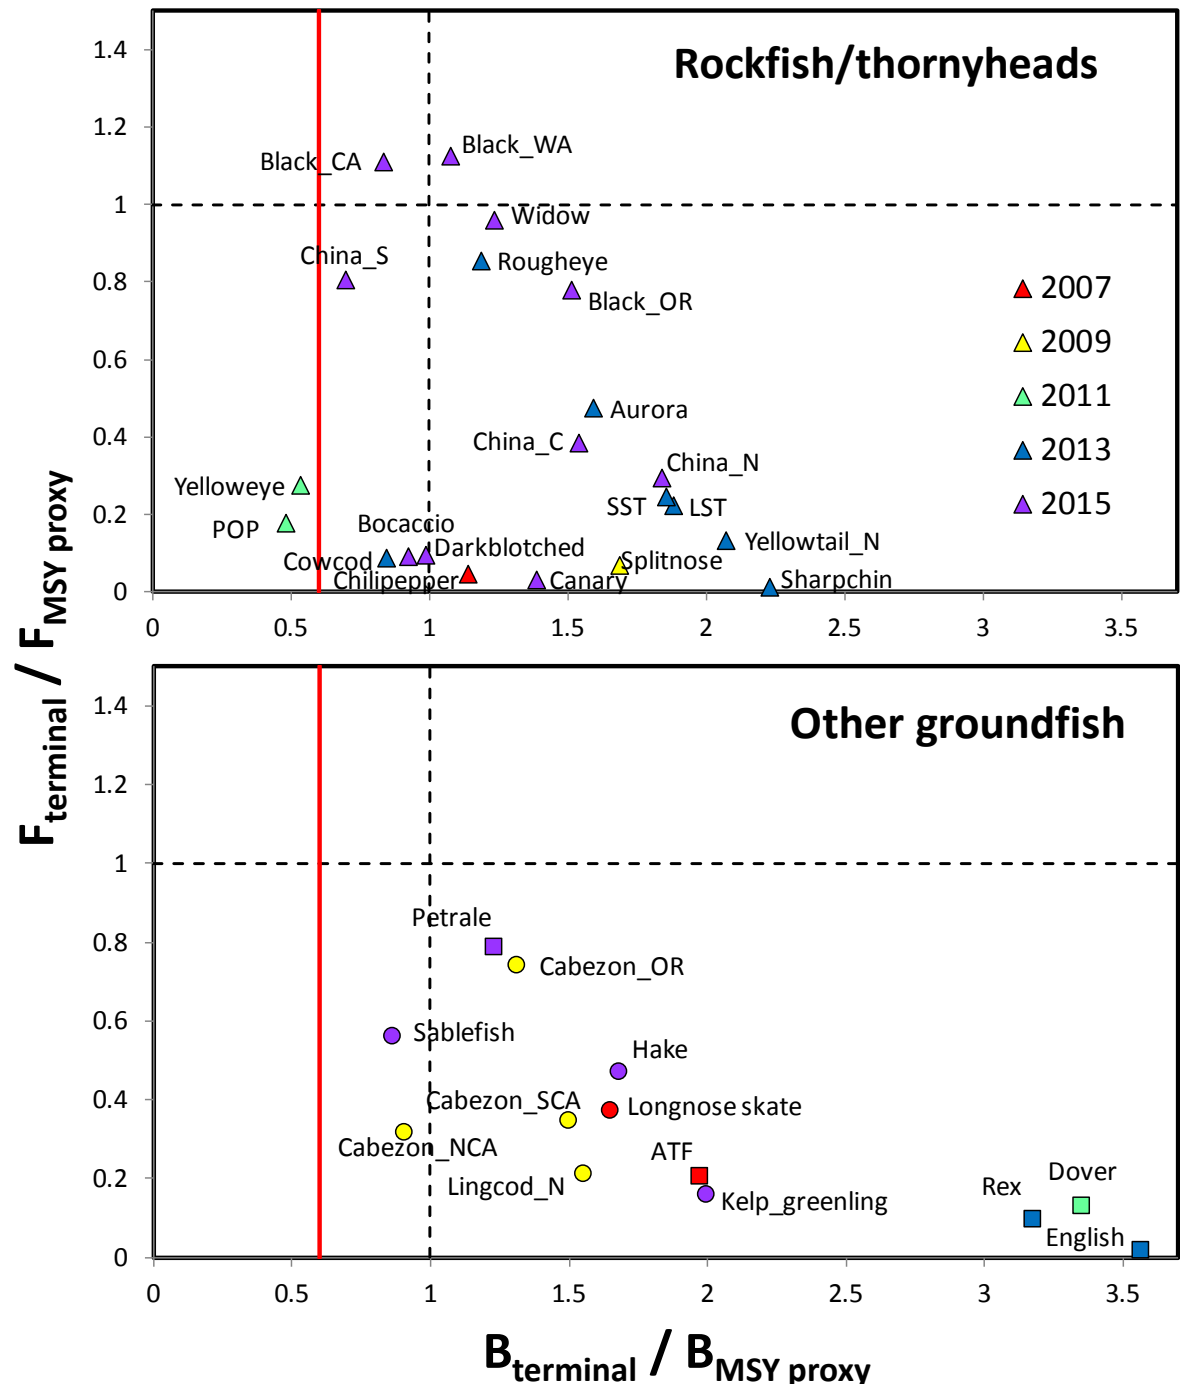 Rockfish/thornyheads
1.4
1.2
1
0.8
0.6
0.4
0.2
0
Black_CA
Black_WA
Widow
China_S
Rougheye
Black_OR
2007
2009
2011
2013
2015
Aurora
China_C
China_N
Yelloweye
SST
LST
POP
Bocaccio
Darkblotched
Yellowtail_N
Cowcod
Splitnose
Chilipepper
Canary
Sharpchin
0 0.5 1 1.5 2 2.5 3 3.5
F terminal / F MSY proxy
Other groundfish
1.4
1.2
1
0.8
0.6
0.4
0.2
0
Petrale
Cabezon_OR
Sablefish
Hake
Cabezon_SCA
Longnose skate
Cabezon_NCA
ATF
Lingcod_N
Kelp_greenling
Rex
Dover
English
0 0.5 1 1.5 2 2.5 3 3.5
B terminal / B MSY proxy